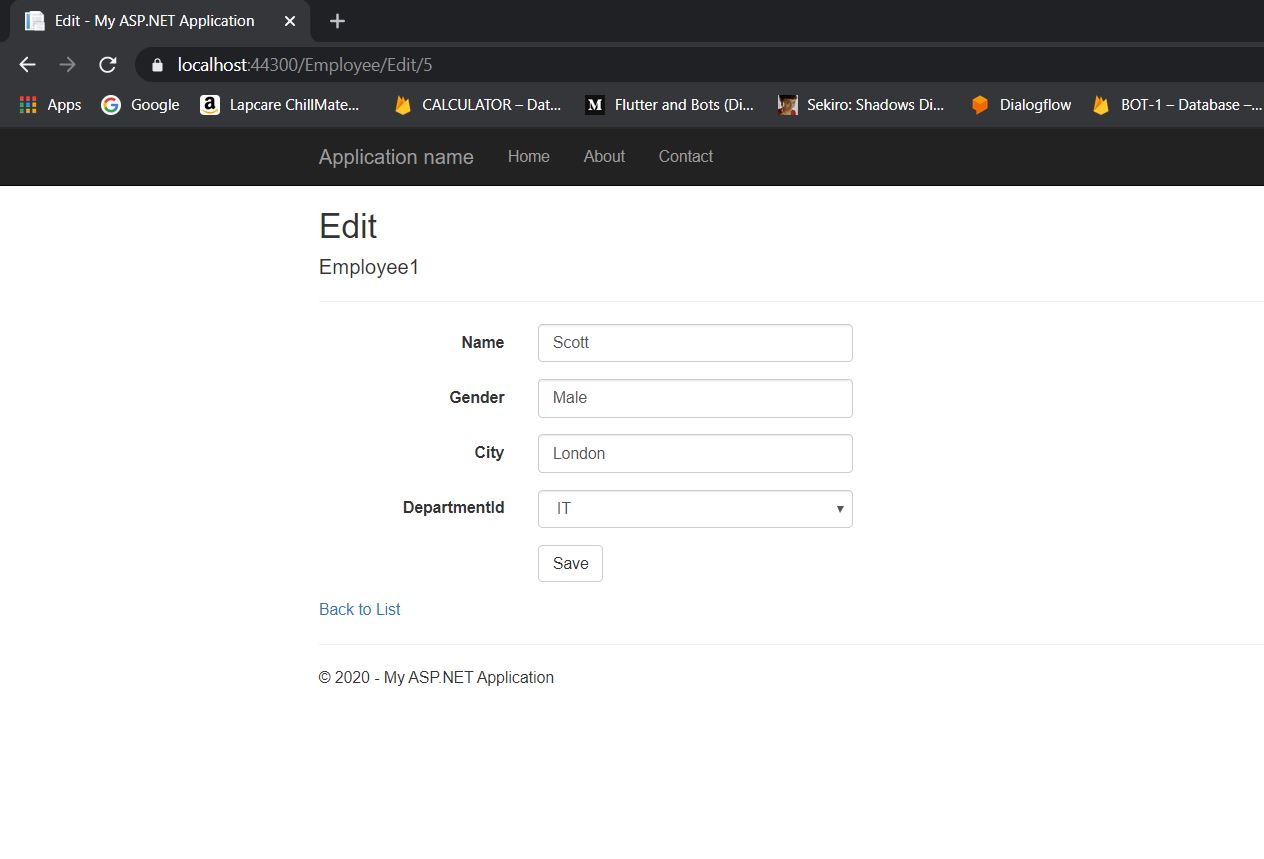 Edit - My ASP.NET Application
localhost:44300/Employee/Edit/5
Apps Google Lapcare ChillMate... CALCULATOR – Dat... Flutter and Bots (Di... Sekiro: Shadows Di... Dialogflow BOT-1 – Database –...
Application name Home About Contact
Edit
Employee1
Name Scott
Gender Male
City London
DepartmentId IT
Save
Back to List
© 2020 - My ASP.NET Application